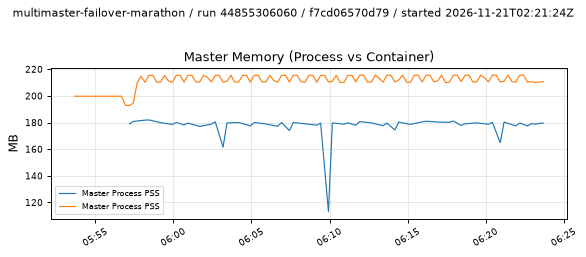 multimaster-failover-marathon / run 44855306060 / f7cd06570d79 / started 2026-11-21T02:21:24Z
Master Memory (Process vs Container)
220
200
180
160
140
120
MB
Master Process PSS
Master Process PSS
05:55
06:00
06:05
06:10
06:15
06:20
06:25